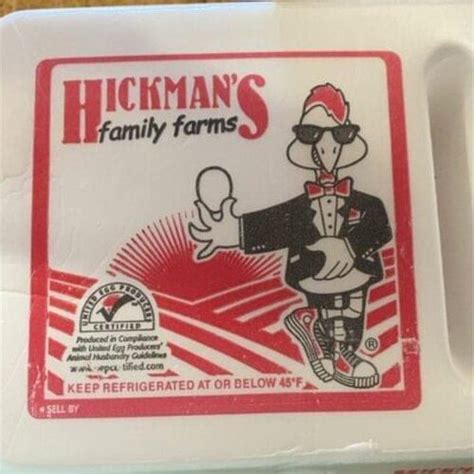 HICKMAN'S
family farms
UNITED EGG PRODUCERS
CERTIFIED
Produced in Compliance
with United Egg Producers'
Animal Husbandry Guidelines
®
KEEP REFRIGERATED AT OR BELOW 45°F
SELL BY